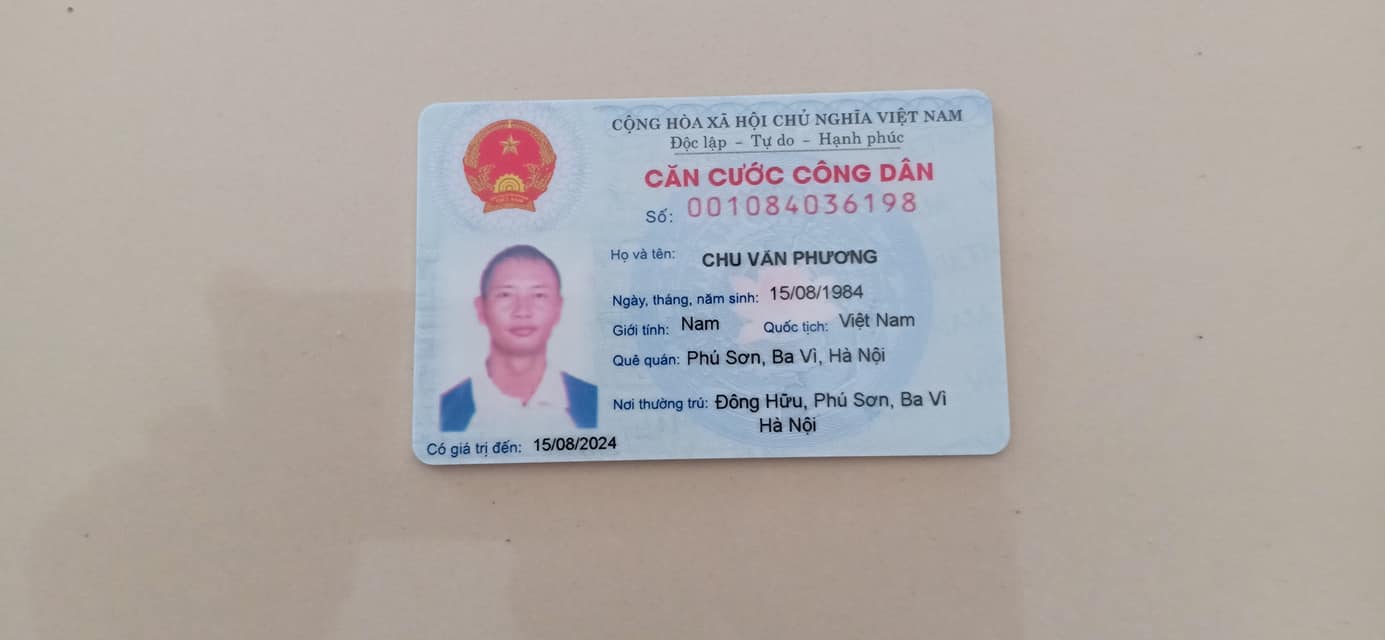 CỘNG HÒA XÃ HỘI CHỦ NGHĨA VIỆT NAM
Độc lập - Tự do - Hạnh phúc
CĂN CƯỚC CÔNG DÂN
Số: 001084036198
Họ và tên: CHU VĂN PHƯƠNG
Ngày, tháng, năm sinh: 15/08/1984
Giới tính: Nam Quốc tịch: Việt Nam
Quê quán: Phú Sơn, Ba Vì, Hà Nội
Nơi thường trú: Đông Hữu, Phú Sơn, Ba Vì
Hà Nội
Có giá trị đến: 15/08/2024